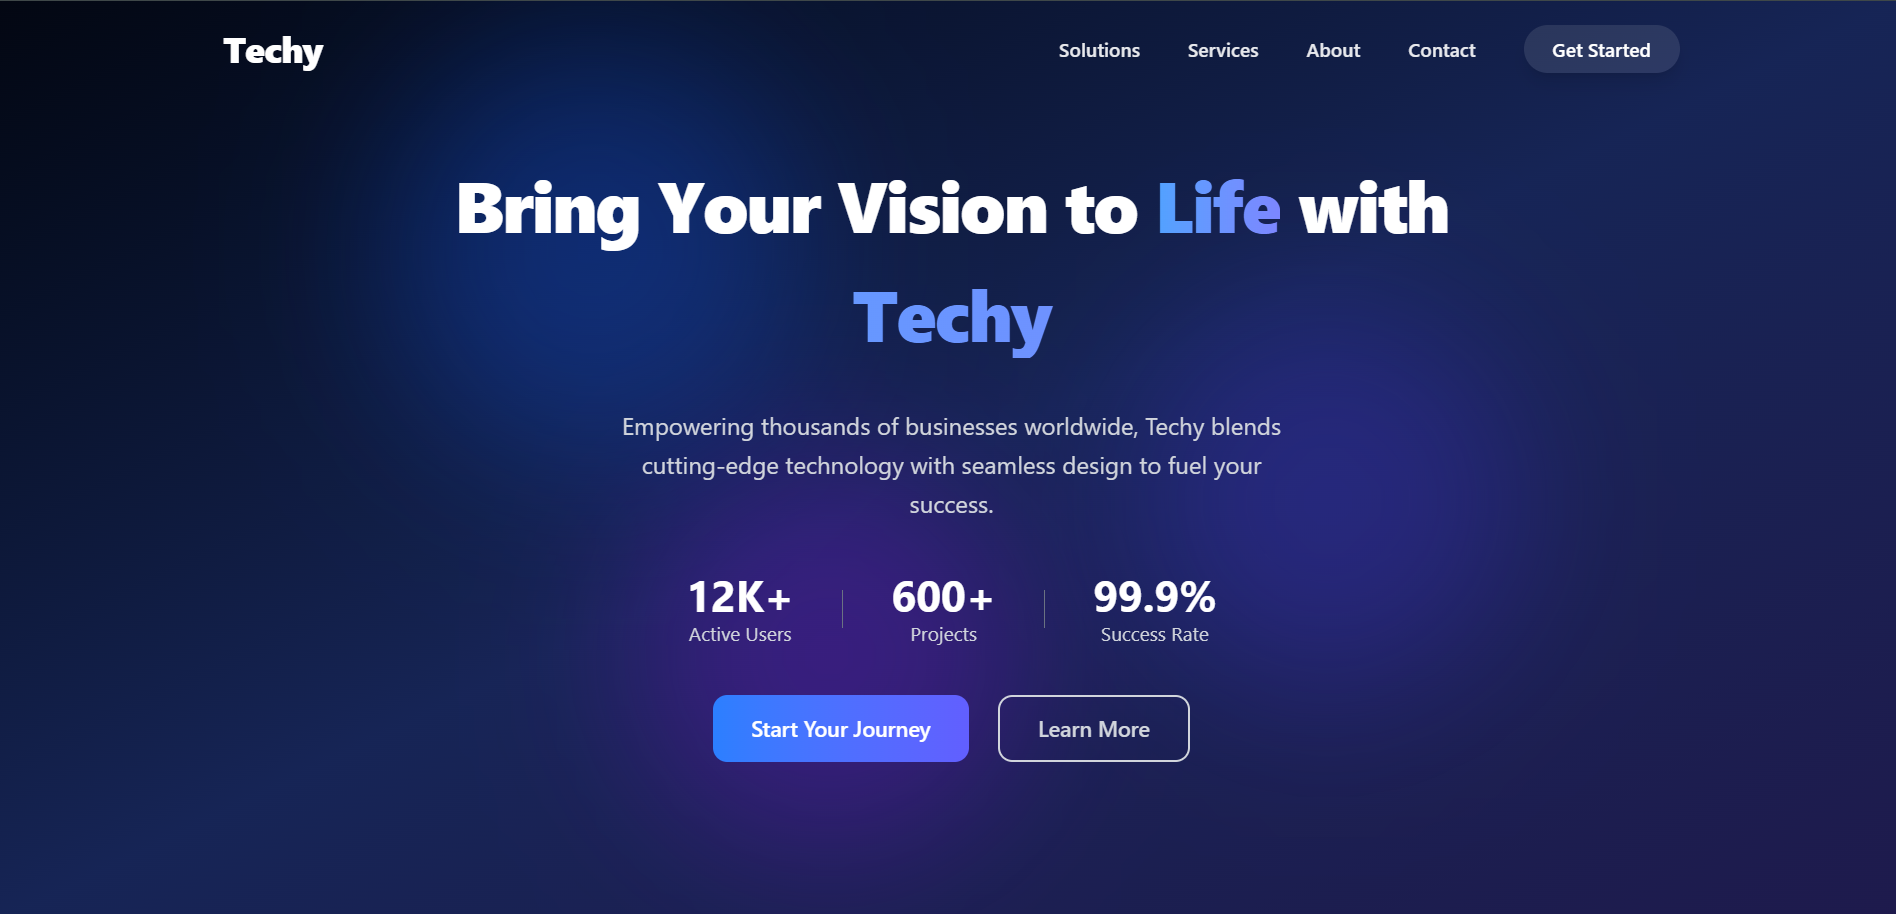 Techy
Solutions Services About Contact Get Started
Bring Your Vision to Life with
Techy
Empowering thousands of businesses worldwide, Techy blends
cutting-edge technology with seamless design to fuel your
success.
12K+ 600+ 99.9%
Active Users Projects Success Rate
Start Your Journey Learn More